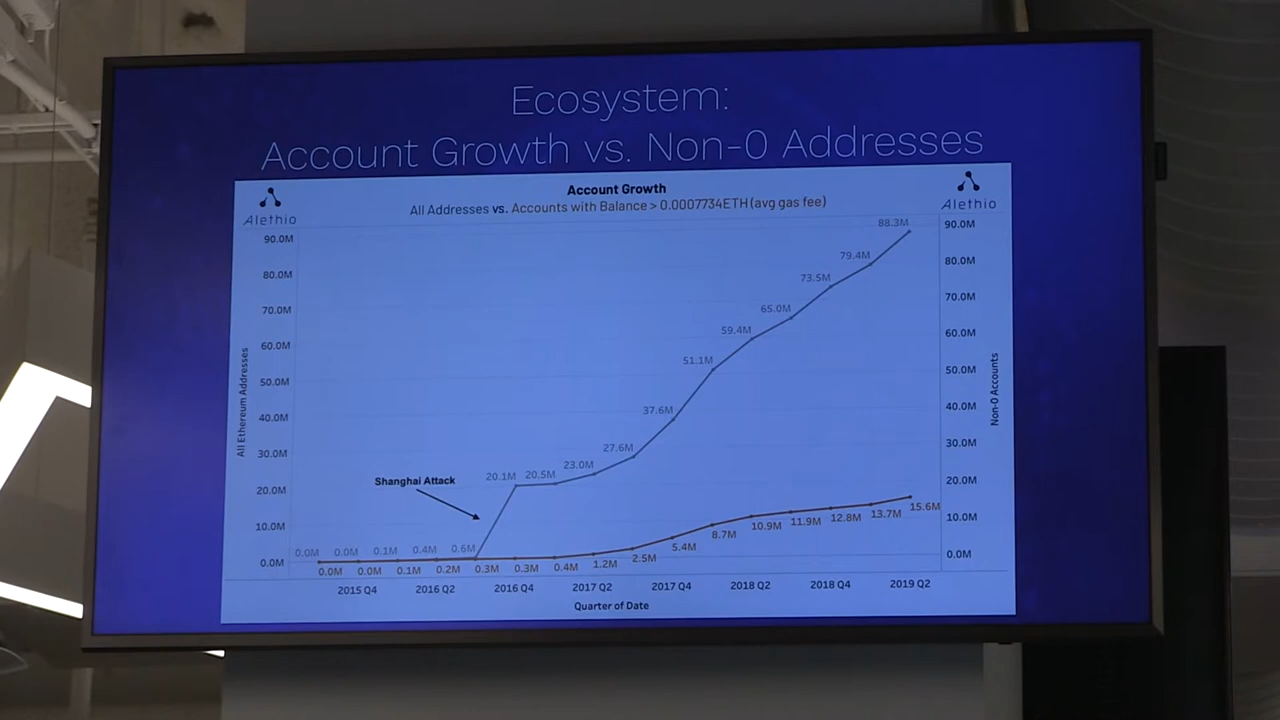 Ecosystem:
Account Growth vs. Non-0 Addresses
Alethio
Account Growth
All Addresses vs. Accounts with Balance > 0.0007734ETH (avg gas fee)
Alethio
All Ethereum Addresses
90.0M
80.0M
70.0M
60.0M
50.0M
40.0M
30.0M
20.0M
10.0M
0.0M
Shanghai Attack
0.0M 0.0M 0.1M 0.4M 0.6M 20.1M 20.5M 23.0M 27.6M 37.6M 51.1M 59.4M 65.0M 73.5M 79.4M 88.3M
0.0M 0.0M 0.1M 0.2M 0.3M 0.3M 0.4M 1.2M 2.5M 5.4M 8.7M 10.9M 11.9M 12.8M 13.7M 15.6M
90.0M
80.0M
70.0M
60.0M
50.0M
40.0M
30.0M
20.0M
10.0M
0.0M
Non-0 Accounts
2015 Q4 2016 Q2 2016 Q4 2017 Q2 2017 Q4 2018 Q2 2018 Q4 2019 Q2
Quarter of Date